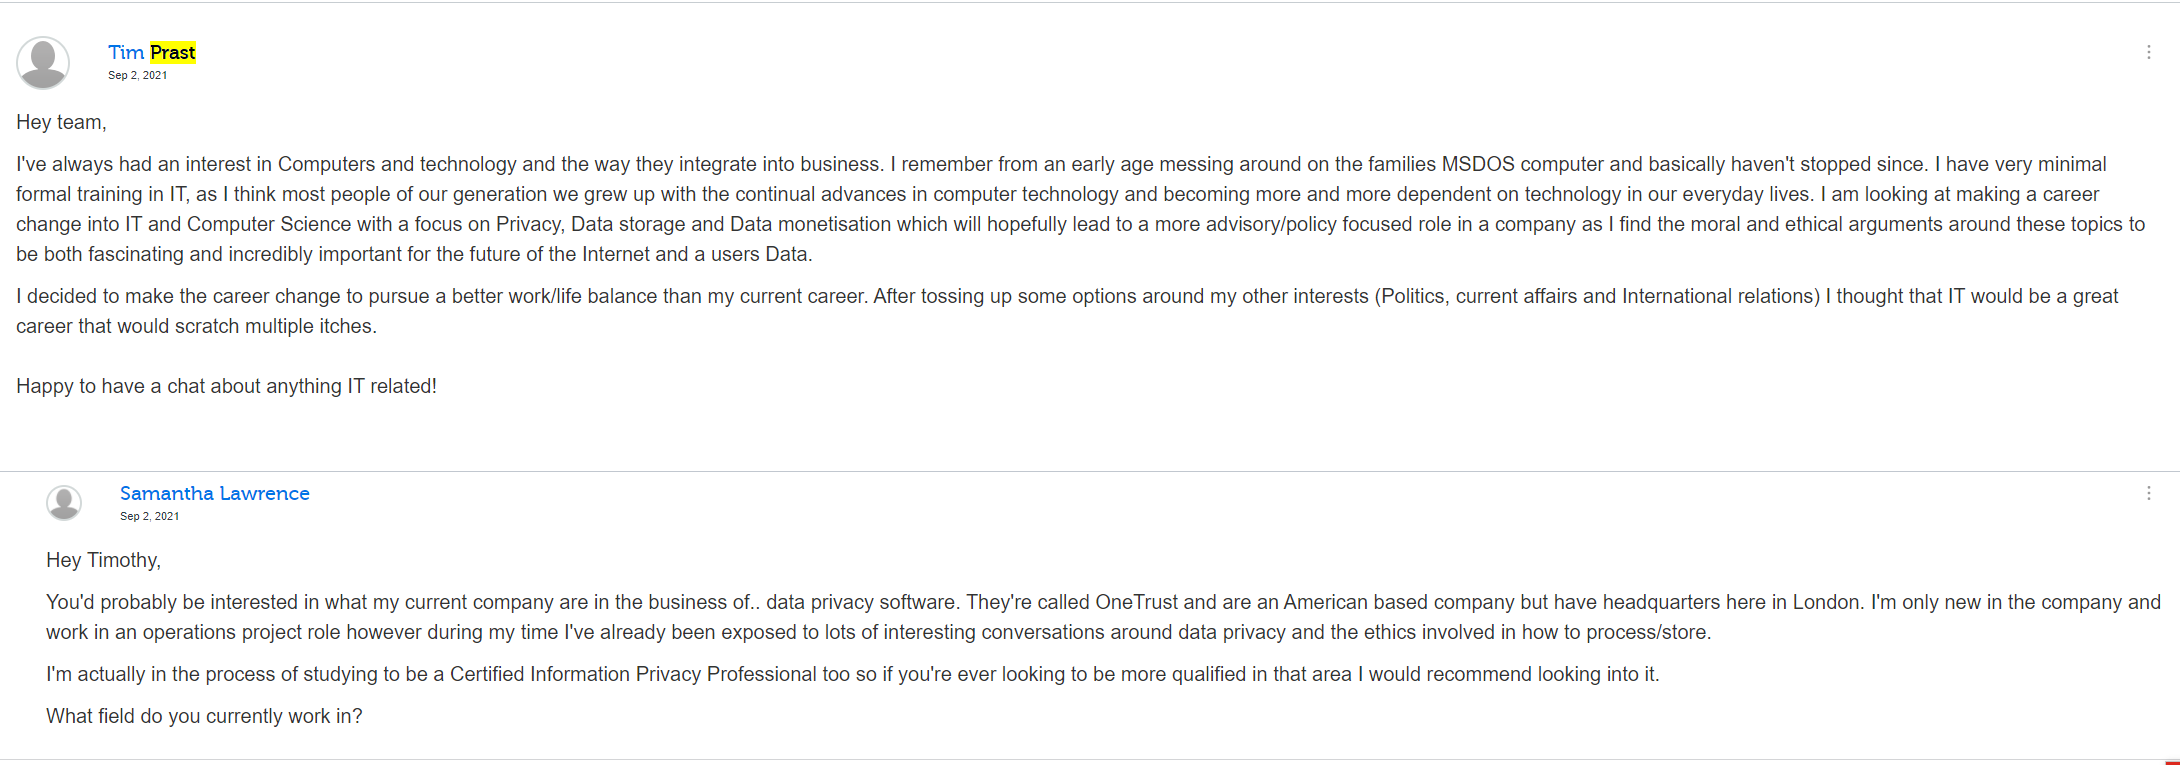 Tim Prast
Sep 2, 2021
Hey team,
I've always had an interest in Computers and technology and the way they integrate into business. I remember from an early age messing around on the families MSDOS computer and basically haven't stopped since. I have very minimal
formal training in IT, as I think most people of our generation we grew up with the continual advances in computer technology and becoming more and more dependent on technology in our everyday lives. I am looking at making a career
change into IT and Computer Science with a focus on Privacy, Data storage and Data monetisation which will hopefully lead to a more advisory/policy focused role in a company as I find the moral and ethical arguments around these topics to
be both fascinating and incredibly important for the future of the Internet and a users Data.
I decided to make the career change to pursue a better work/life balance than my current career. After tossing up some options around my other interests (Politics, current affairs and International relations) I thought that IT would be a great
career that would scratch multiple itches.
Happy to have a chat about anything IT related!
Samantha Lawrence
Sep 2, 2021
Hey Timothy,
You'd probably be interested in what my current company are in the business of.. data privacy software. They're called OneTrust and are an American based company but have headquarters here in London. I'm only new in the company and
work in an operations project role however during my time I've already been exposed to lots of interesting conversations around data privacy and the ethics involved in how to process/store.
I'm actually in the process of studying to be a Certified Information Privacy Professional too so if you're ever looking to be more qualified in that area I would recommend looking into it.
What field do you currently work in?